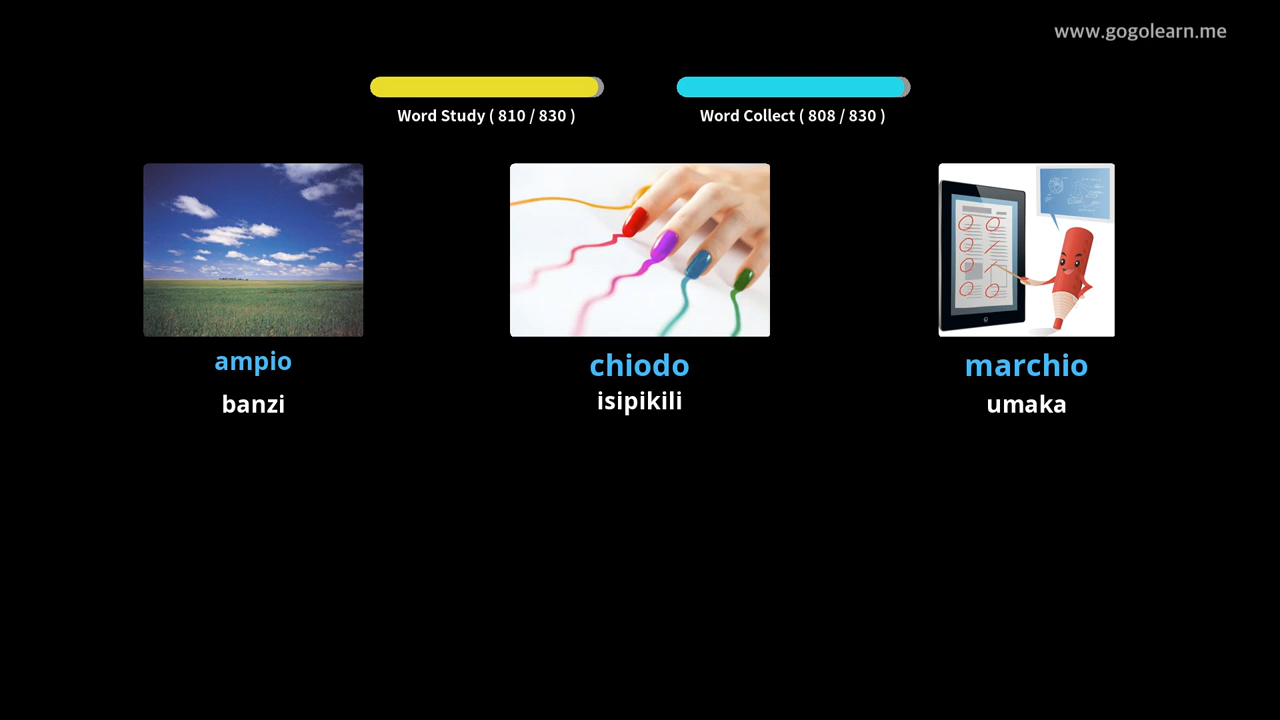 www.gogolearn.me
Word Study ( 810 / 830 )
Word Collect ( 808 / 830 )
ampio
chiodo
marchio
banzi
isipikili
umaka